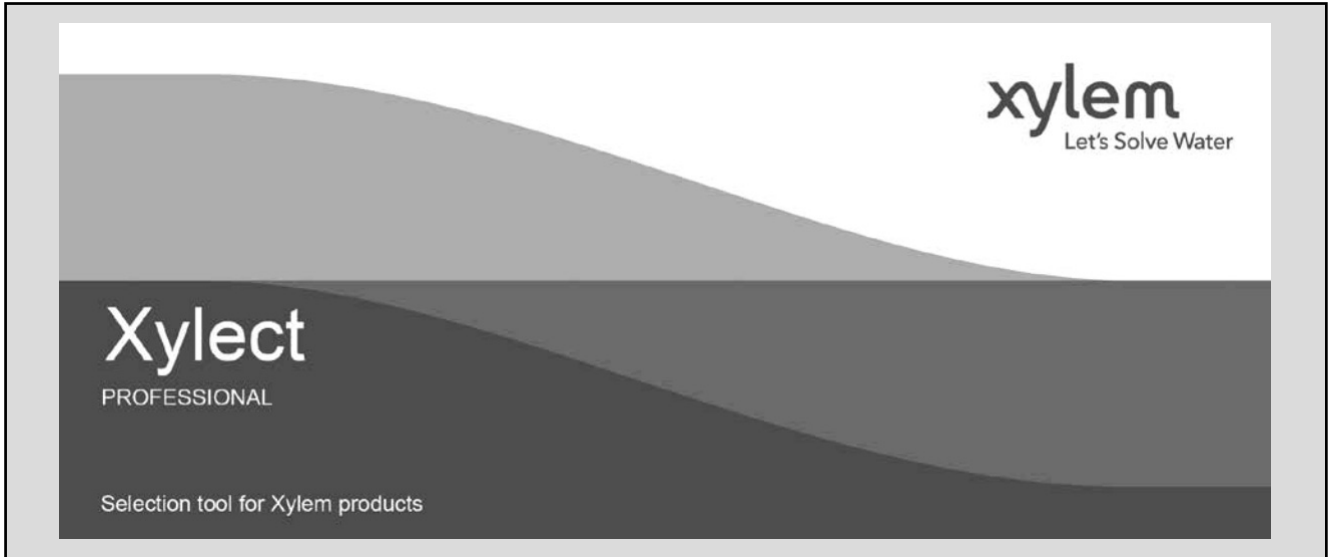 xylem
Let's Solve Water
Xylect
PROFESSIONAL
Selection tool for Xylem products